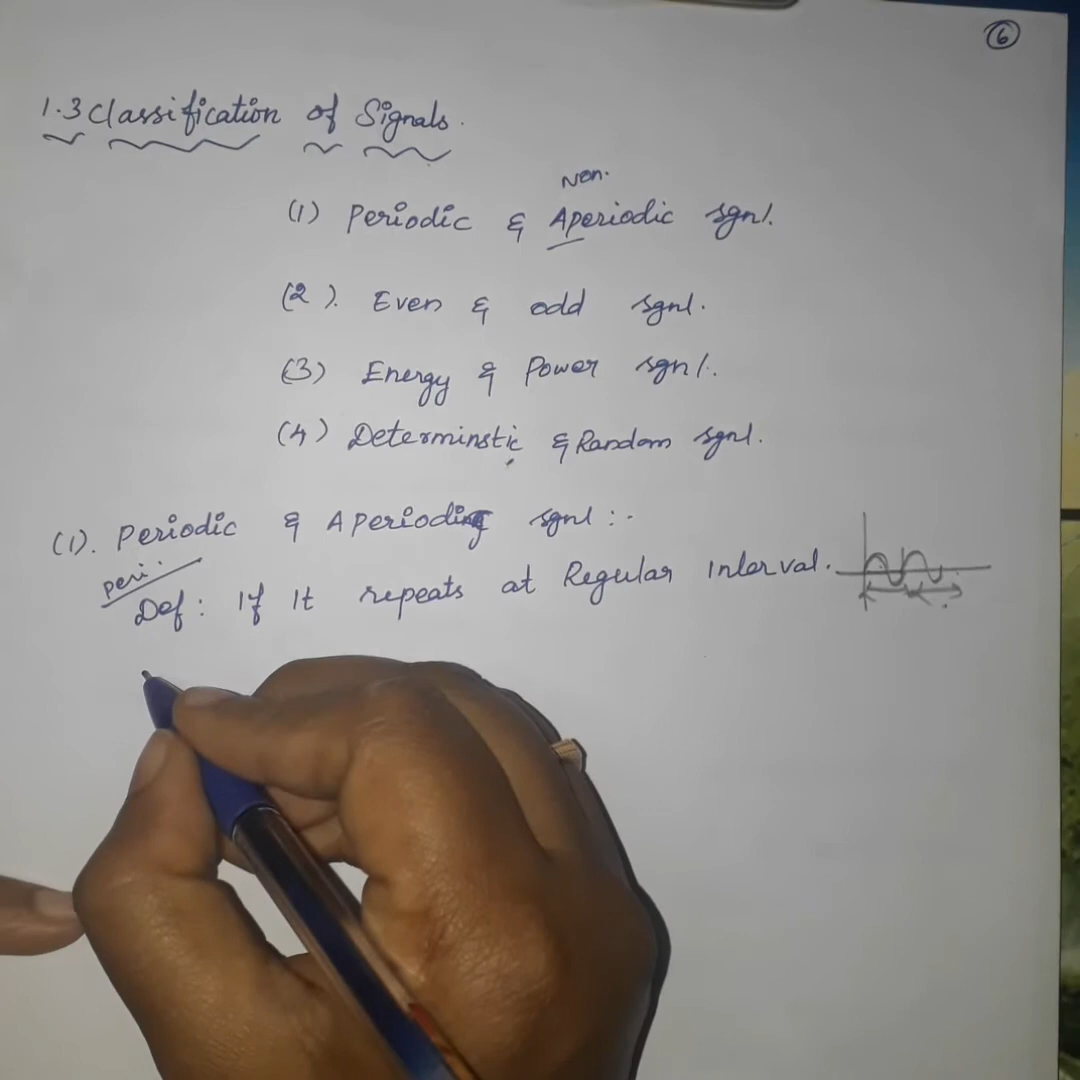 6
1.3 Classification of Signals.
Non.
(1) Periodic & Aperiodic sgnl.
(2). Even & odd sgnl.
(3) Energy & Power sgnl.
(4) Determinstic & Random sgnl.
(1). Periodic & Aperiodic sgnl :-
peri.
Def: If It repeats at Regular Interval.